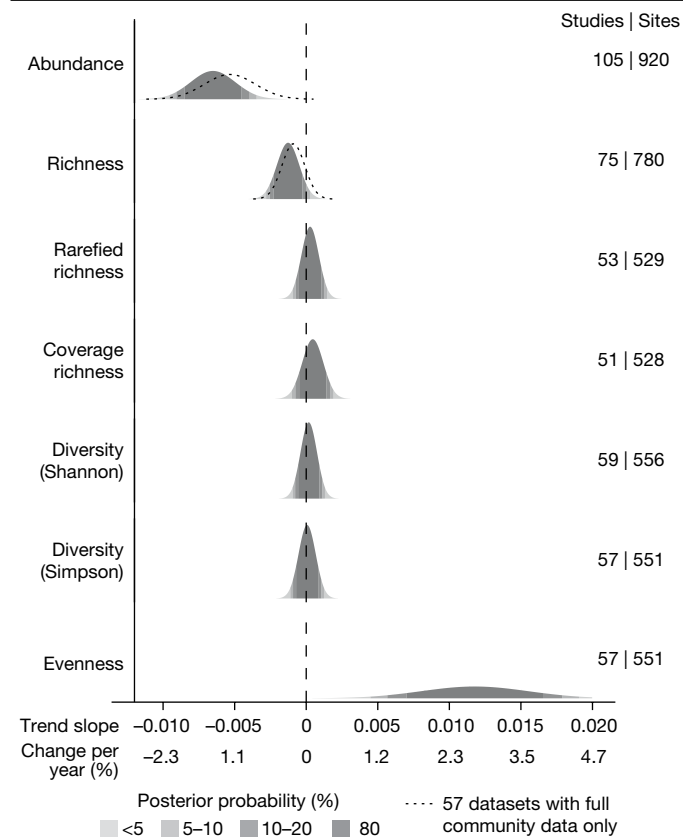 Studies | Sites
Abundance
105 | 920
Richness
75 | 780
Rarefied
richness
53 | 529
Coverage
richness
51 | 528
Diversity
(Shannon)
59 | 556
Diversity
(Simpson)
57 | 551
Evenness
57 | 551
Trend slope −0.010 −0.005 0 0.005 0.010 0.015 0.020
Change per
year (%)
−2.3 1.1 0 1.2 2.3 3.5 4.7
Posterior probability (%)
<5 5–10 10–20 80
57 datasets with full
community data only